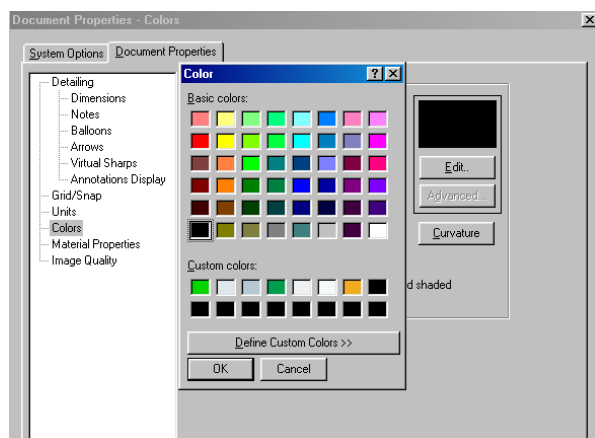 Document Properties - Colors
System Options
Document Properties
Detailing
Dimensions
Notes
Balloons
Arrows
Virtual Sharps
Annotations Display
Grid/Snap
Units
Colors
Material Properties
Image Quality
Color
Basic colors:
Custom colors:
Define Custom Colors >>
OK
Cancel
Edit..
Advanced...
Curvature
d shaded